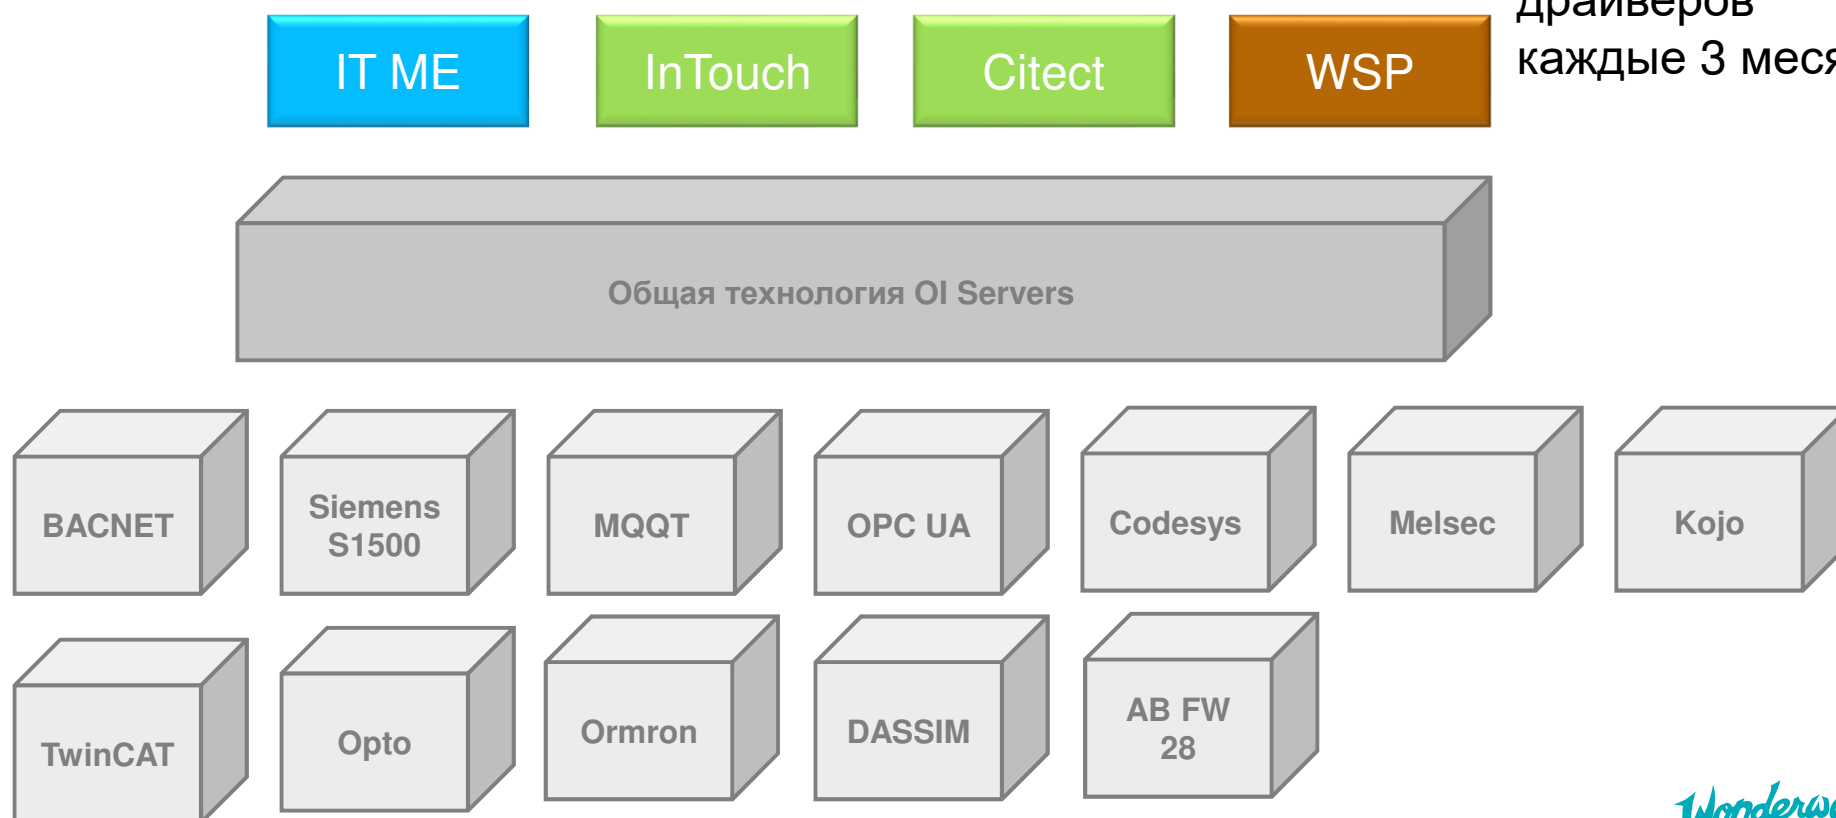 драйверов
каждые 3 меся
IT ME
InTouch
Citect
WSP
Общая технология OI Servers
BACNET
Siemens
S1500
MQQT
OPC UA
Codesys
Melsec
Kojo
TwinCAT
Opto
Ormron
DASSIM
AB FW
28